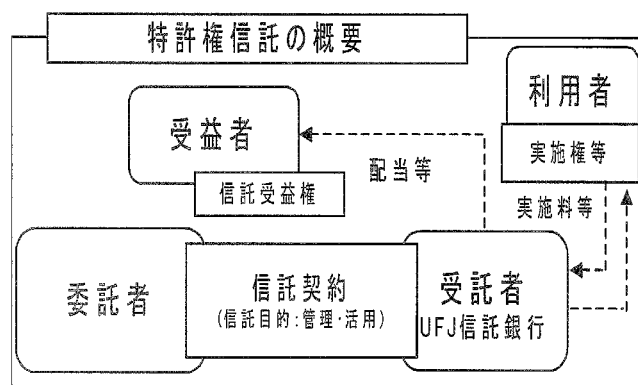 特許権信託の概要
利用者
実施権等
受益者
信託受益権
配当等
実施料等
委託者
信託契約
(信託目的:管理・活用)
受託者
UFJ信託銀行